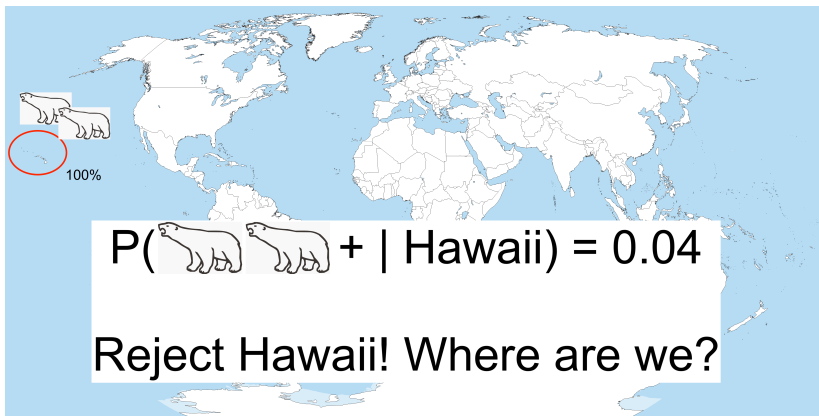 100%
P( + | Hawaii) = 0.04
Reject Hawaii! Where are we?